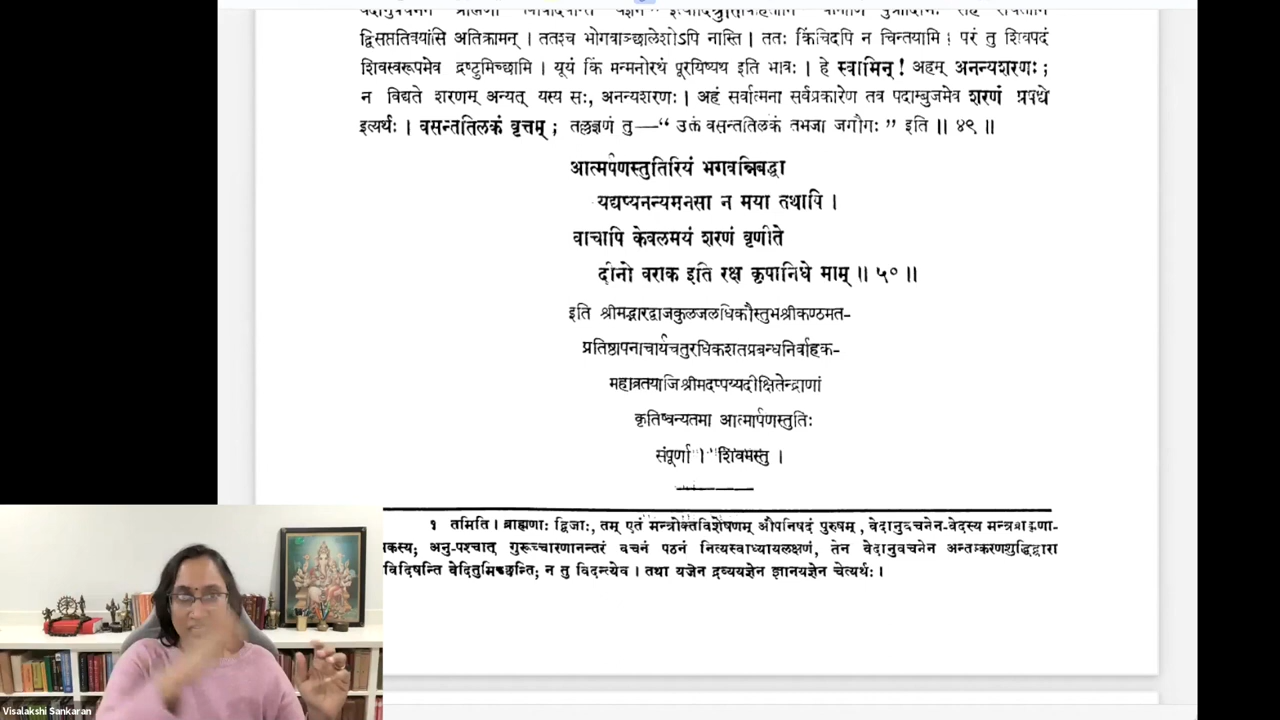 द्विसप्ततिवयांसि अतिक्रामन् । ततश्च भोगवाञ्छालेशोऽपि नास्ति । ततः किंचिदपि न चिन्तयामि ; परं तु शिवपदं
शिवस्वरूपमेव द्रष्टुमिच्छामि । यूयं किं मन्मनोरथं पूरयिष्यथ इति भावः । हे स्वामिन् ! अहम् अनन्यशरणः ;
न विद्यते शरणम् अन्यत् यस्य सः, अनन्यशरणः । अहं सर्वात्मना सर्वप्रकारेण तव पदाम्बुजमेव शरणं प्रपद्ये
इत्यर्थः । वसन्ततिलकं वृत्तम् ; तल्लक्षणं तु—“ उक्तं वसन्ततिलकं तभजा जगौगः ” इति ॥ ४९ ॥
आत्मार्पणस्तुतिरियं भगवन्निबद्धा
यद्यप्यनन्यमनसा न मया तथापि ।
वाचापि केवलमयं शरणं वृणीते
दीनो वराक इति रक्ष कृपानिधे माम् ॥ ५० ॥
इति श्रीमद्भारद्वाजकुलजलधिकौस्तुभश्रीकण्ठमत-
प्रतिष्ठापनाचार्यचतुरधिकशतप्रबन्धनिर्वाहक-
महाव्रतयाजिश्रीमदप्पय्यदीक्षितेन्द्राणां
कृतिष्वन्यतमा आत्मार्पणस्तुतिः
संपूर्णा । शिवमस्तु ।
१ तमिति । ब्राह्मणाः द्विजाः, तम् एतं मन्त्रोक्तविशेषणम् औपनिषदं पुरुषम्, वेदानुवचनेन-वेदस्य मन्त्रब्राह्मणा-
कस्य; अनु-पश्चात् गुरूच्चारणानन्तरं वचनं पठनं नित्यस्वाध्यायलक्षणं, तेन वेदानुवचनेन अन्तःकरणशुद्धिद्वारा
विदिषन्ति वेदितुमिच्छन्ति; न तु विदन्त्येव । तथा यज्ञेन द्रव्ययज्ञेन ज्ञानयज्ञेन चेत्यर्थः ।
Visalakshi Sankaran